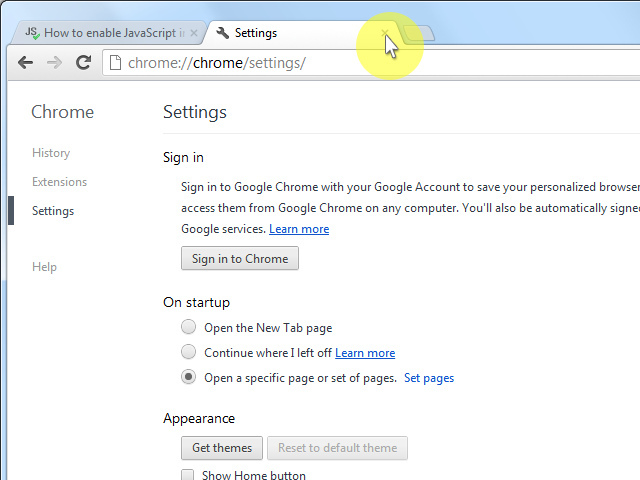 How to enable JavaScript in
Settings
chrome://chrome/settings/
Chrome
History
Extensions
Settings
Help
Settings
Sign in
Sign in to Google Chrome with your Google Account to save your personalized browser
access them from Google Chrome on any computer. You'll also be automatically signed
Google services. Learn more
Sign in to Chrome
On startup
Open the New Tab page
Continue where I left off Learn more
Open a specific page or set of pages. Set pages
Appearance
Get themes Reset to default theme
Show Home button